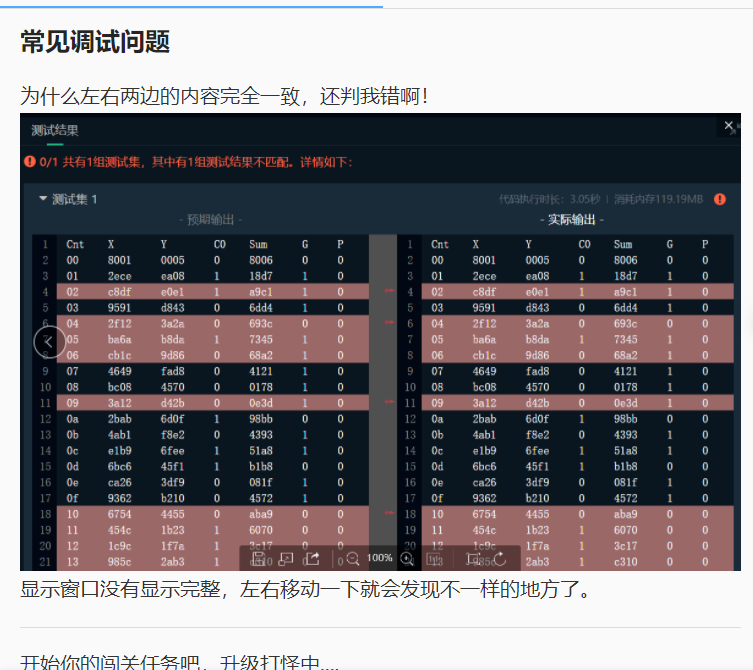 常见调试问题
为什么左右两边的内容完全一致，还判我错啊！
测试结果
0/1 共有1组测试集，其中有1组测试结果不匹配。详情如下：
测试集 1 代码执行时长：3.05秒 | 消耗内存119.19MB
- 预期输出 - - 实际输出 -
1 Cnt X Y C0 Sum G P 1 Cnt X Y C0 Sum G P
2 00 8001 0005 0 8006 0 0 2 00 8001 0005 0 8006 0 0
3 01 2ece ea08 1 18d7 1 0 3 01 2ece ea08 1 18d7 1 0
4 02 c8df e0e1 1 a9c1 1 0 4 02 c8df e0e1 1 a9c1 1 0
5 03 9591 d843 0 6dd4 1 0 5 03 9591 d843 0 6dd4 1 0
6 04 2f12 3a2a 0 693c 0 0 6 04 2f12 3a2a 0 693c 0 0
05 ba6a b8da 1 7345 1 0 7 05 ba6a b8da 1 7345 1 0
8 06 cb1c 9d86 0 68a2 1 0 8 06 cb1c 9d86 0 68a2 1 0
9 07 4649 fad8 0 4121 1 0 9 07 4649 fad8 0 4121 1 0
10 08 bc08 4570 0 0178 1 0 10 08 bc08 4570 0 0178 1 0
11 09 3a12 d42b 0 0e3d 1 0 11 09 3a12 d42b 0 0e3d 1 0
12 0a 2bab 6d0f 1 98bb 0 0 12 0a 2bab 6d0f 1 98bb 0 0
13 0b 4ab1 f8e2 0 4393 1 0 13 0b 4ab1 f8e2 0 4393 1 0
14 0c e1b9 6fee 1 51a8 1 0 14 0c e1b9 6fee 1 51a8 1 0
15 0d 6bc6 45f1 1 b1b8 0 0 15 0d 6bc6 45f1 1 b1b8 0 0
16 0e ca26 3df9 0 081f 1 0 16 0e ca26 3df9 0 081f 1 0
17 0f 9362 b210 0 4572 1 0 17 0f 9362 b210 0 4572 1 0
18 10 6754 4455 0 aba9 0 0 18 10 6754 4455 0 aba9 0 0
19 11 454c 1b23 1 6070 0 0 19 11 454c 1b23 1 6070 0 0
20 12 1c9c 1f7a 1 3c17 0 0 20 12 1c9c 1f7a 1 3c17 0 0
21 13 985c 2ab3 1 0 0 21 13 985c 2ab3 1 c310 0 0
100%
显示窗口没有显示完整，左右移动一下就会发现不一样的地方了。
开始你的闯关任务吧，升级打怪中....